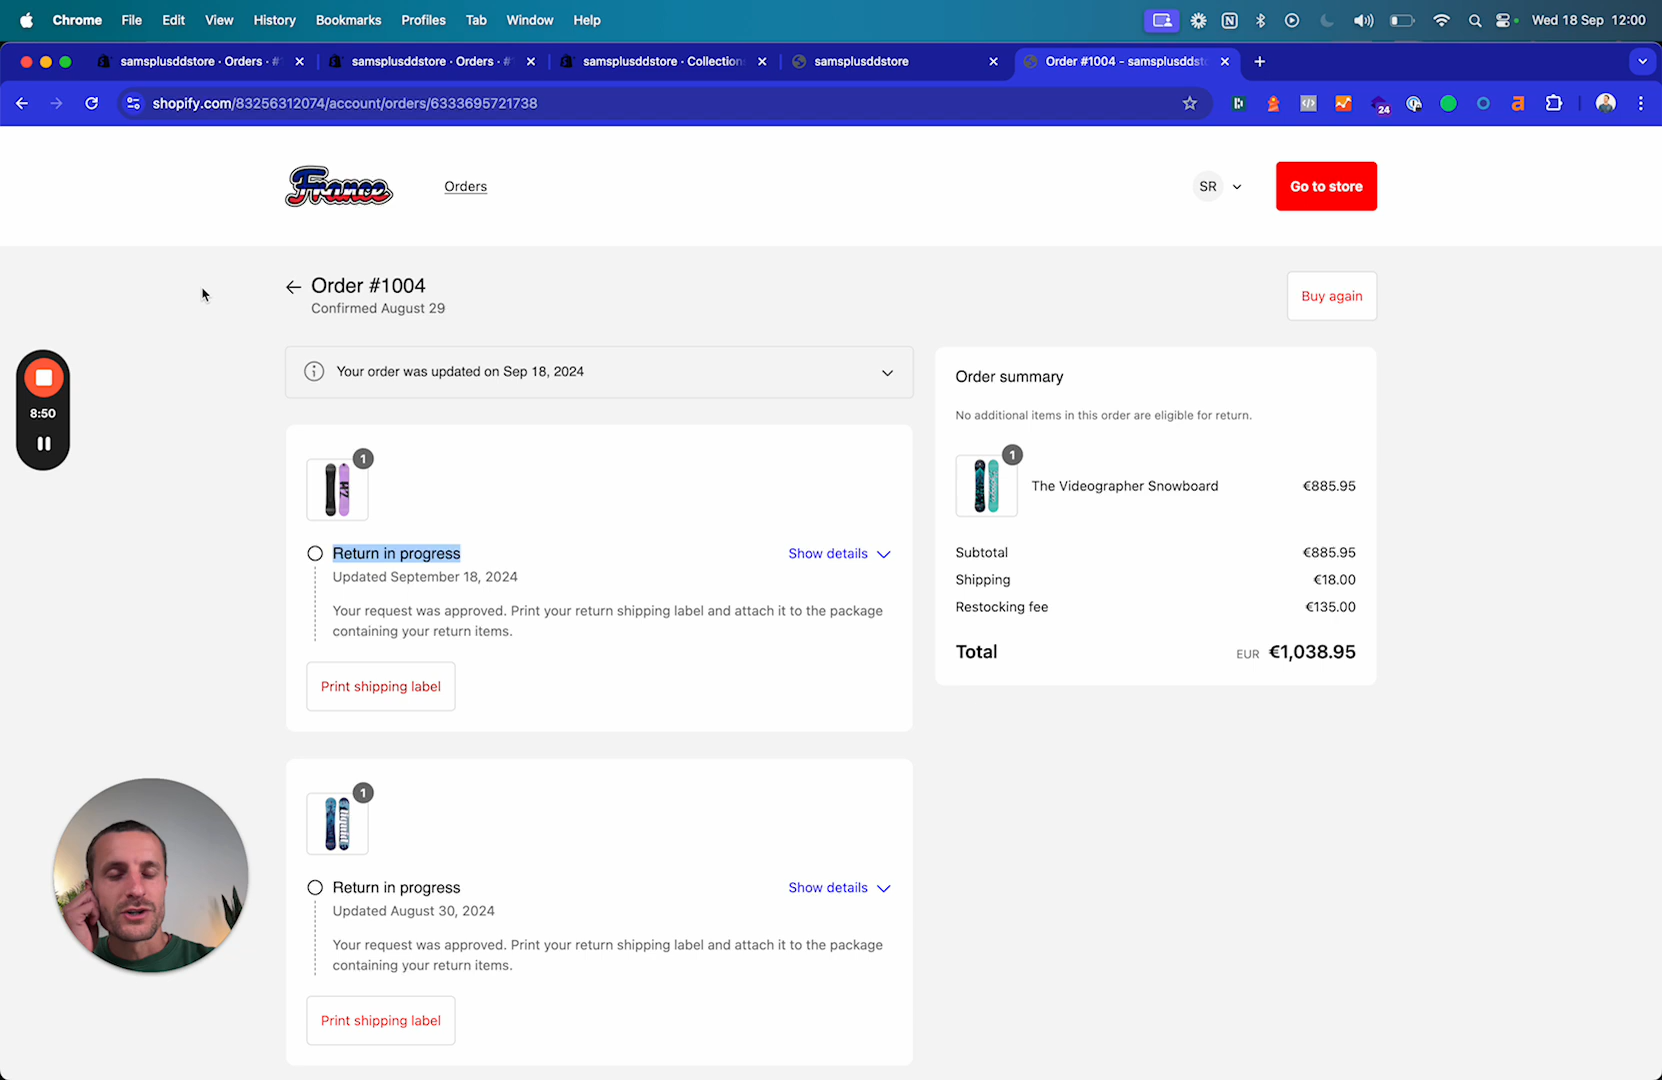 Chrome File Edit View History Bookmarks Profiles Tab Window Help
Wed 18 Sep 12:00
samsplusddstore · Orders · #
samsplusddstore · Orders · #
samsplusddstore · Collection
samsplusddstore
Order #1004 - samsplusddst
shopify.com/83256312074/account/orders/6333695721738
24
France
Orders
SR
Go to store
Order #1004
Confirmed August 29
Buy again
Your order was updated on Sep 18, 2024
8:50
1
Return in progress
Show details
Updated September 18, 2024
Your request was approved. Print your return shipping label and attach it to the package
containing your return items.
Print shipping label
1
Return in progress
Show details
Updated August 30, 2024
Your request was approved. Print your return shipping label and attach it to the package
containing your return items.
Print shipping label
Order summary
No additional items in this order are eligible for return.
1
The Videographer Snowboard €885.95
Subtotal €885.95
Shipping €18.00
Restocking fee €135.00
Total EUR €1,038.95